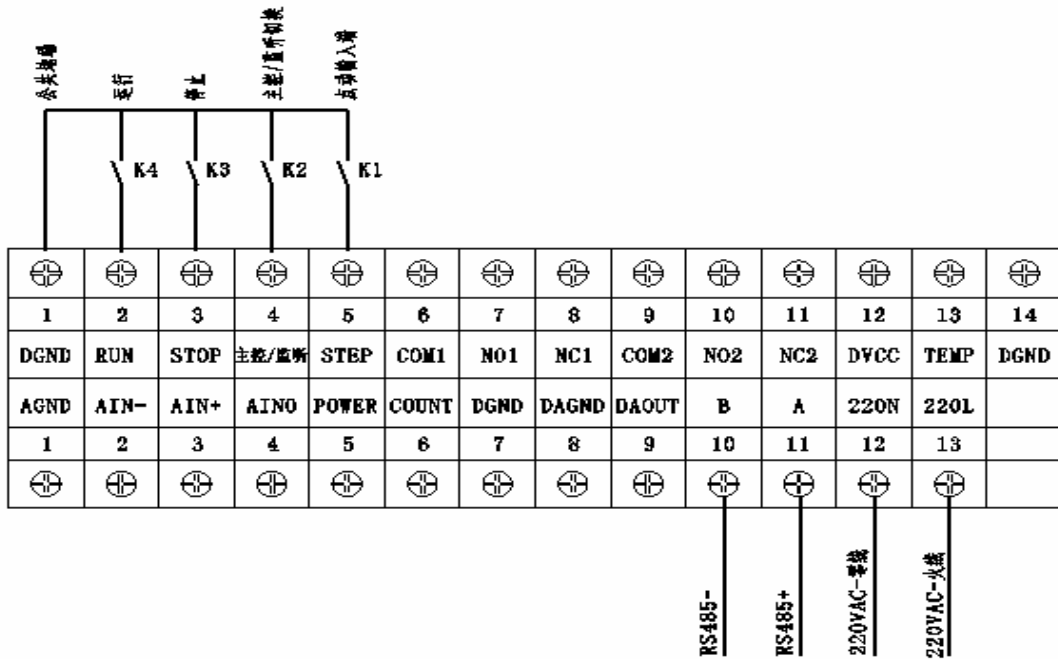 公共地端
运行
停止
主控/监听切换
点动输入端
K4
K3
K2
K1
1 2 3 4 5 6 7 8 9 10 11 12 13 14
DGND RUN STOP 主控/监听 STEP COM1 NO1 NC1 COM2 NO2 NC2 DVCC TEMP DGND
AGND AIN- AIN+ AIN0 POWER COUNT DGND DAGND DAOUT B A 220N 220L
1 2 3 4 5 6 7 8 9 10 11 12 13
RS485-
RS485+
220VAC-零线
220VAC-火线